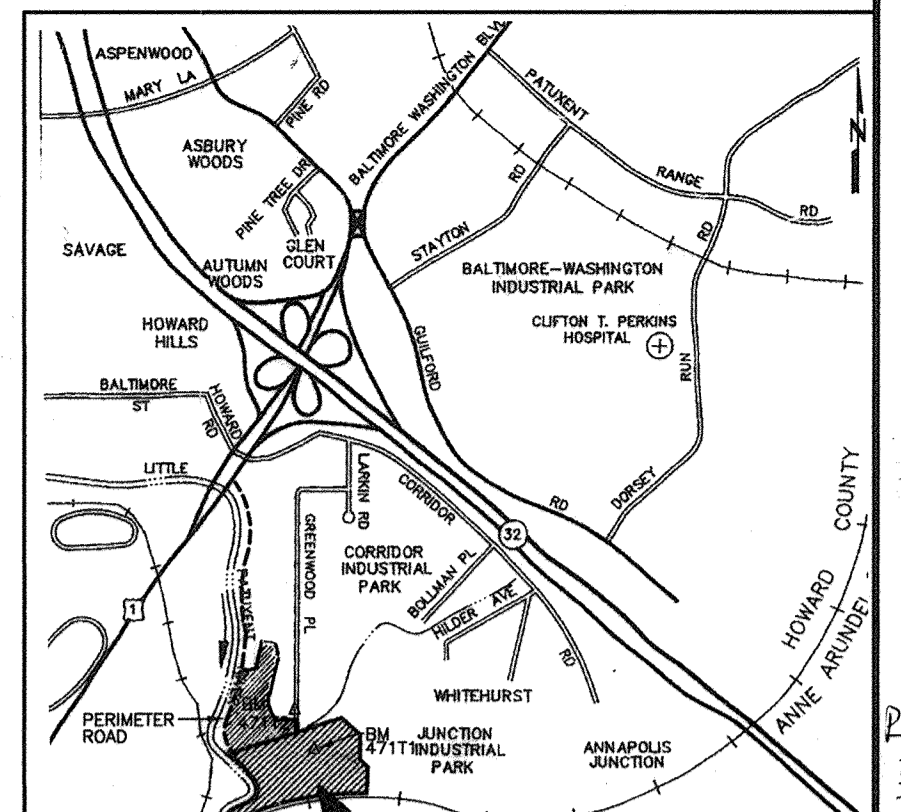 ASPENWOOD
MARY LA
PINE RD
BALTIMORE WASHINGTON
PATUXENT
RANGE
RD
N
ASBURY
WOODS
PINE TREE DR
GLEN
COURT
STAYTON
RD
RD
SAVAGE
AUTUMN
WOODS
BALTIMORE-WASHINGTON
INDUSTRIAL PARK
HOWARD
HILLS
CLIFTON T. PERKINS
HOSPITAL
GUILFORD
RUN
BALTIMORE
ST
HOWARD
RD
LITTLE
LARKIN RD
CORRIDOR
RD
DORSEY
HOWARD COUNTY
ANNE ARUNDEL
32
GREENWOOD PL
CORRIDOR
INDUSTRIAL
PARK
BOLLMAN PL
HILDER AVE
RD
1
PATUXENT
WHITEHURST
PERIMETER
ROAD
BM
BM
471T1
JUNCTION
INDUSTRIAL
PARK
ANNAPOLIS
JUNCTION